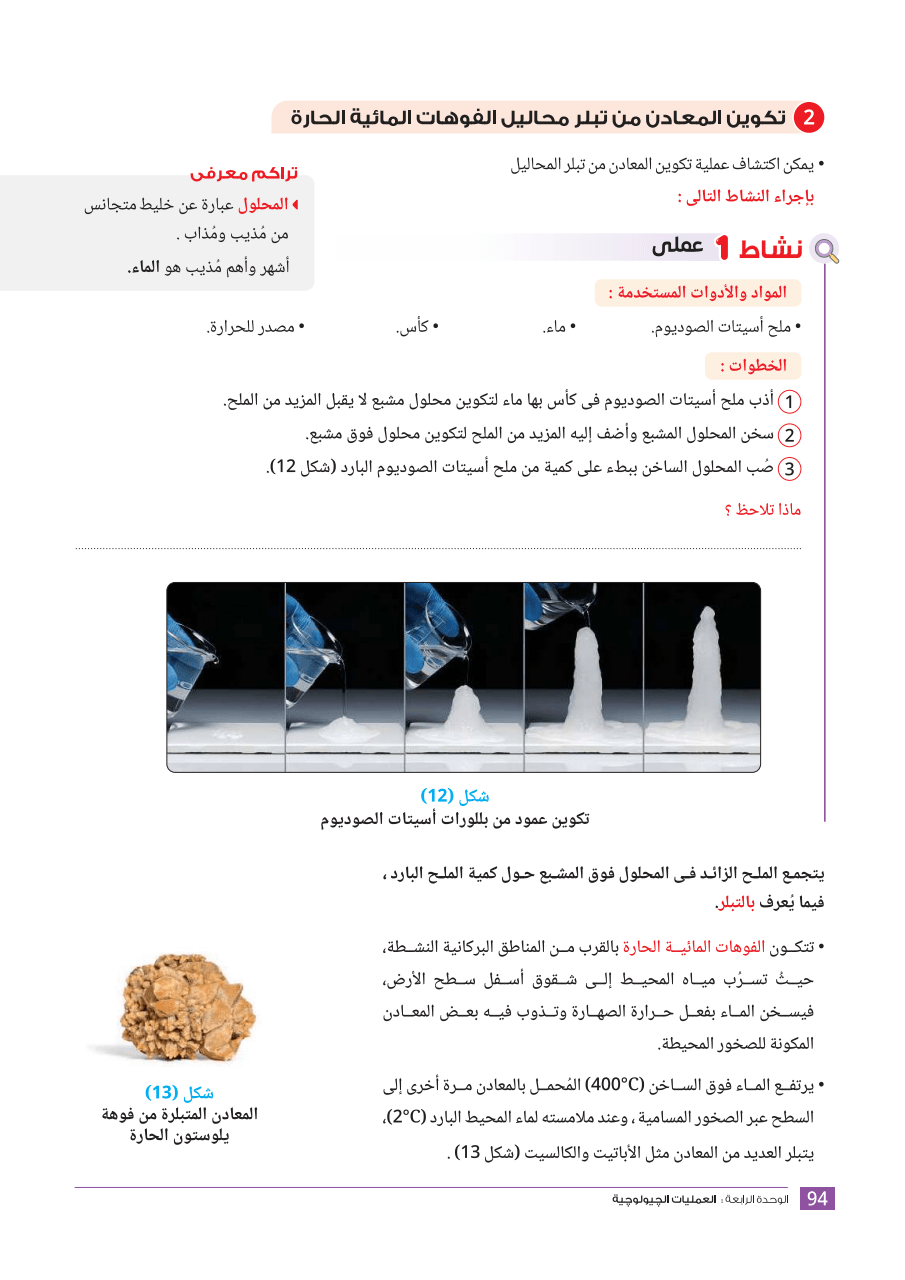 2 تكوين المعادن من تبلر محاليل الفوهات المائية الحارة
• يمكن اكتشاف عملية تكوين المعادن من تبلر المحاليل
بإجراء النشاط التالى :
تراكم معرفى
المحلول عبارة عن خليط متجانس
من مُذيب ومُذاب .
أشهر وأهم مُذيب هو الماء.
نشاط 1 عملى
المواد والأدوات المستخدمة :
• ملح أسيتات الصوديوم. • ماء. • كأس. • مصدر للحرارة.
الخطوات :
1 أذب ملح أسيتات الصوديوم فى كأس بها ماء لتكوين محلول مشبع لا يقبل المزيد من الملح.
2 سخن المحلول المشبع وأضف إليه المزيد من الملح لتكوين محلول فوق مشبع.
3 صُب المحلول الساخن ببطء على كمية من ملح أسيتات الصوديوم البارد (شكل 12).
ماذا تلاحظ ؟
شكل (12)
تكوين عمود من بللورات أسيتات الصوديوم
يتجمع الملح الزائد فى المحلول فوق المشبع حول كمية الملح البارد ،
فيما يُعرف بالتبلر.
• تتكون الفوهات المائية الحارة بالقرب من المناطق البركانية النشطة،
حيثُ تسرُب مياه المحيط إلى شقوق أسفل سطح الأرض،
فيسخن الماء بفعل حرارة الصهارة وتذوب فيه بعض المعادن
المكونة للصخور المحيطة.
• يرتفع الماء فوق الساخن (400°C) المُحمل بالمعادن مرة أخرى إلى
السطح عبر الصخور المسامية ، وعند ملامسته لماء المحيط البارد (2°C)،
يتبلر العديد من المعادن مثل الأباتيت والكالسيت (شكل 13) .
شكل (13)
المعادن المتبلرة من فوهة
يلوستون الحارة
94 الوحدة الرابعة : العمليات الچيولوچية